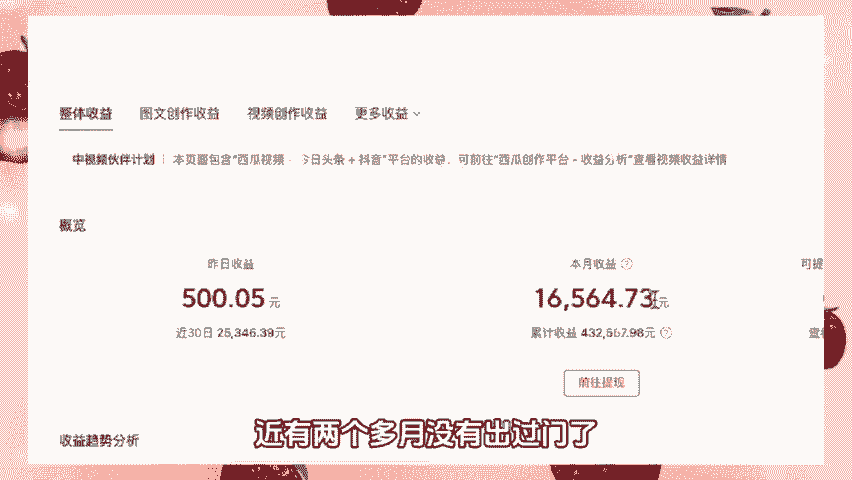 整体收益 图文创作收益 视频创作收益 更多收益
中视频伙伴计划 | 本页面包含“西瓜视频 今日头条 + 抖音”平台的收益，可前往“西瓜创作平台 - 收益分析”查看视频收益详情
概览
昨日收益 本月收益 可提
500.05 元 16,564.73 元
近30日 25,346.39元 累计收益 432,567.98元 查看
前往提现
收益趋势分析
近有两个多月没有出过门了